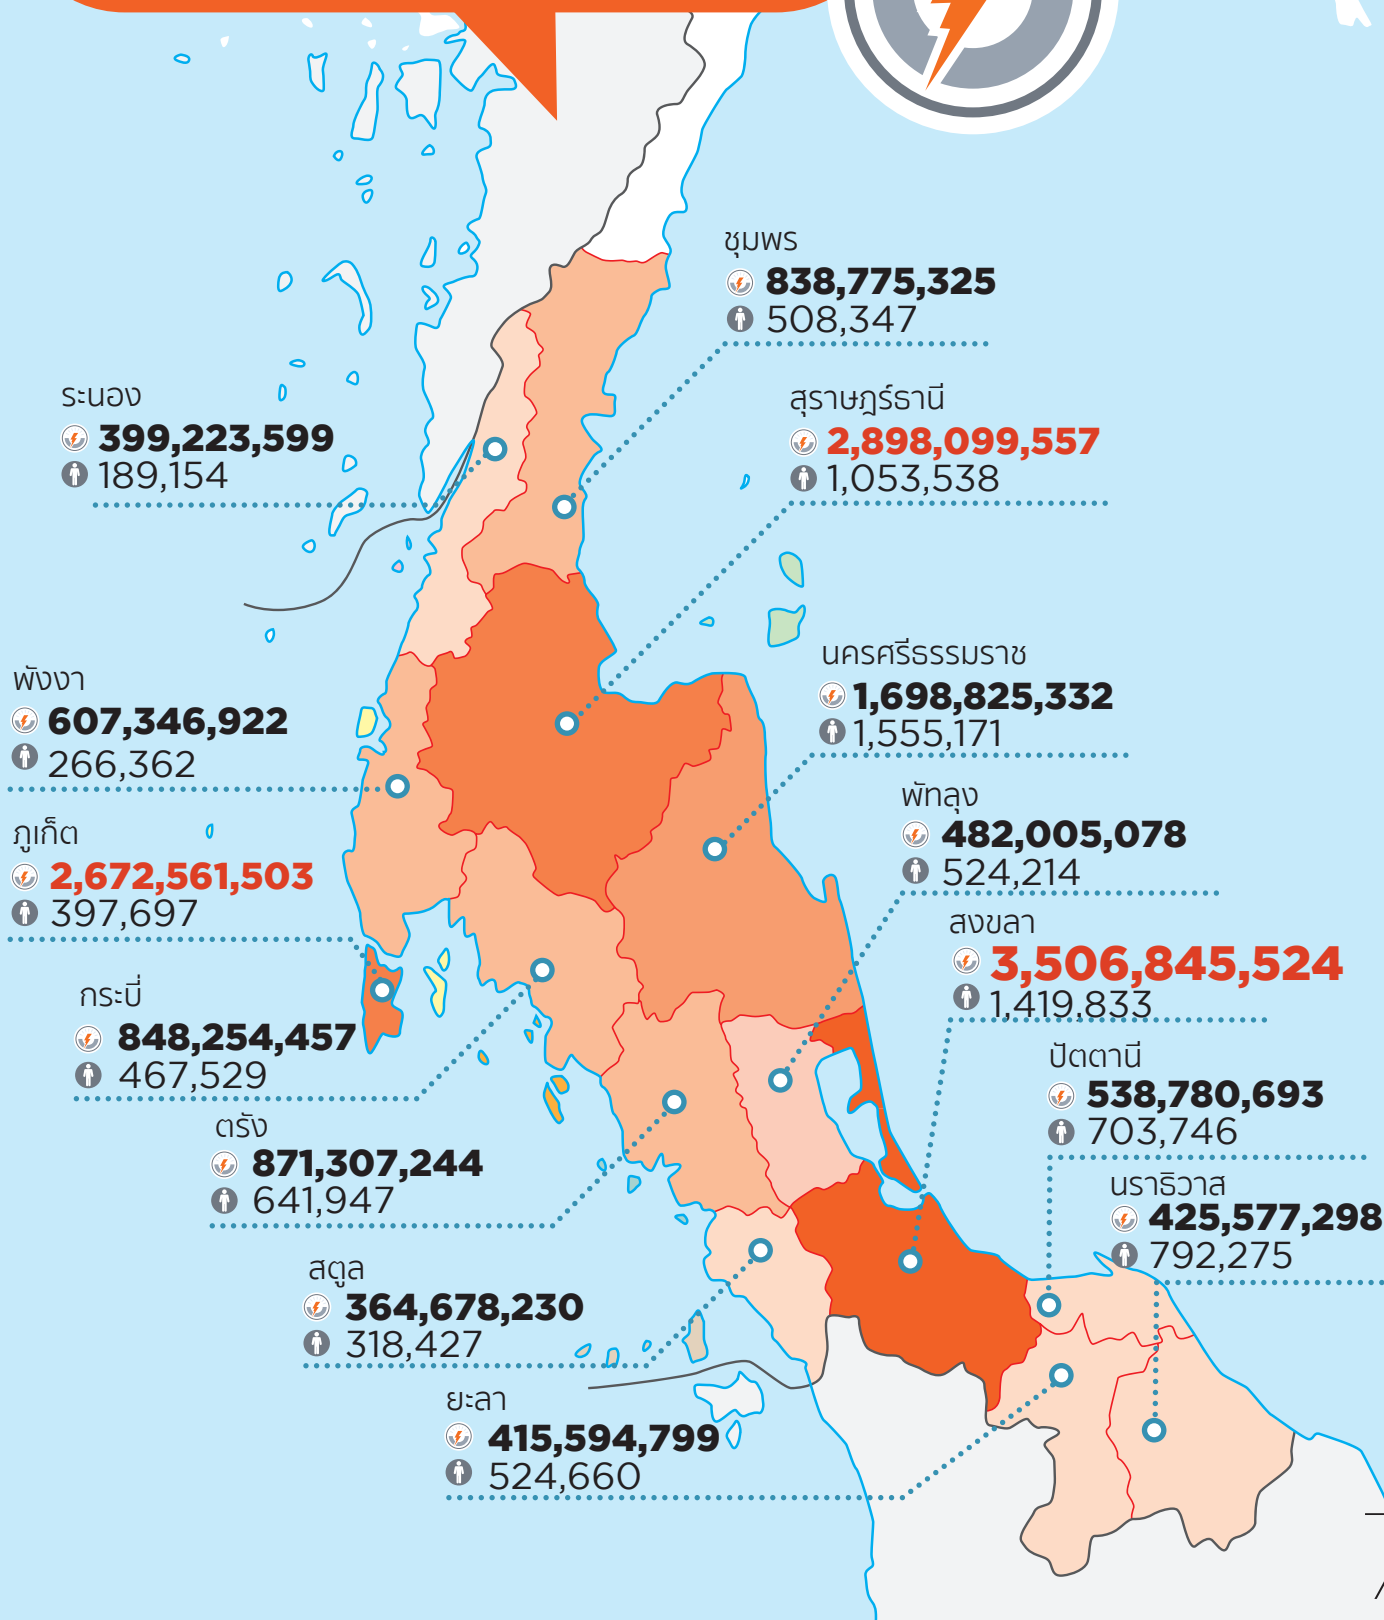 ชุมพร
838,775,325
508,347
ระนอง
399,223,599
189,154
สุราษฎร์ธานี
2,898,099,557
1,053,538
นครศรีธรรมราช
1,698,825,332
1,555,171
พังงา
607,346,922
266,362
พัทลุง
482,005,078
524,214
ภูเก็ต
2,672,561,503
397,697
สงขลา
3,506,845,524
1,419,833
กระบี่
848,254,457
467,529
ปัตตานี
538,780,693
703,746
ตรัง
871,307,244
641,947
นราธิวาส
425,577,298
792,275
สตูล
364,678,230
318,427
ยะลา
415,594,799
524,660